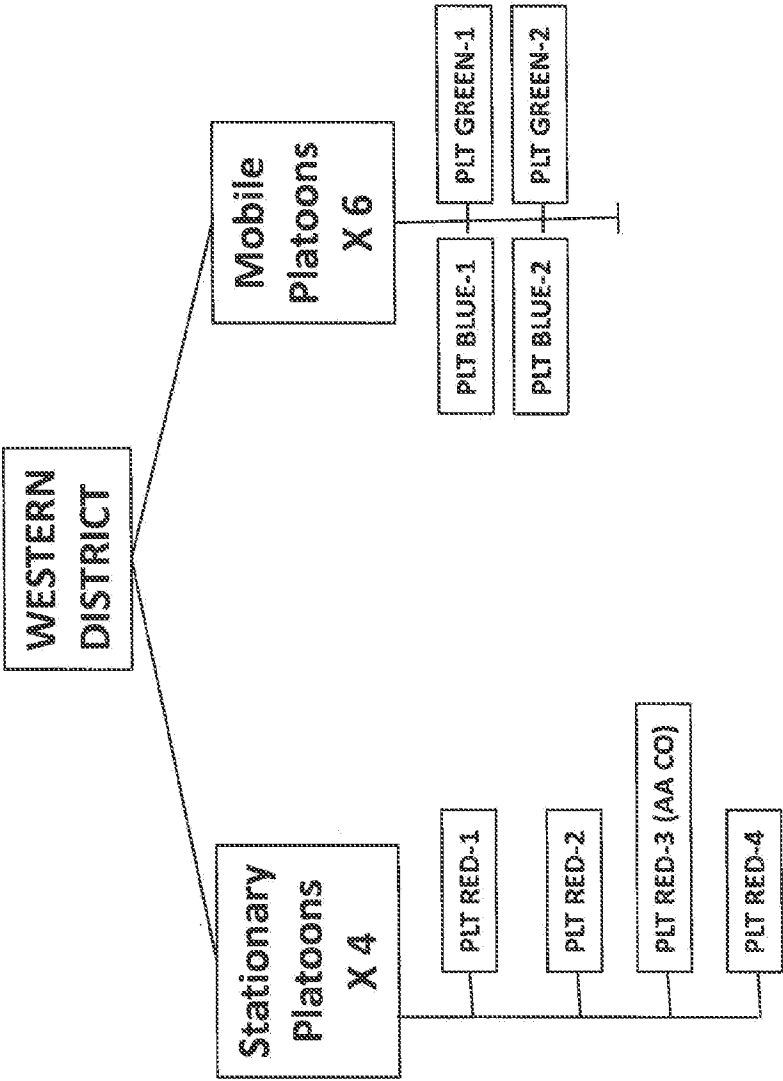 WESTERN
DISTRICT
Stationary
Platoons
X 4
PLT RED-1
PLT RED-2
PLT RED-3 (AA CO)
PLT RED-4
Mobile
Platoons
X 6
PLT BLUE-1
PLT GREEN-1
PLT BLUE-2
PLT GREEN-2